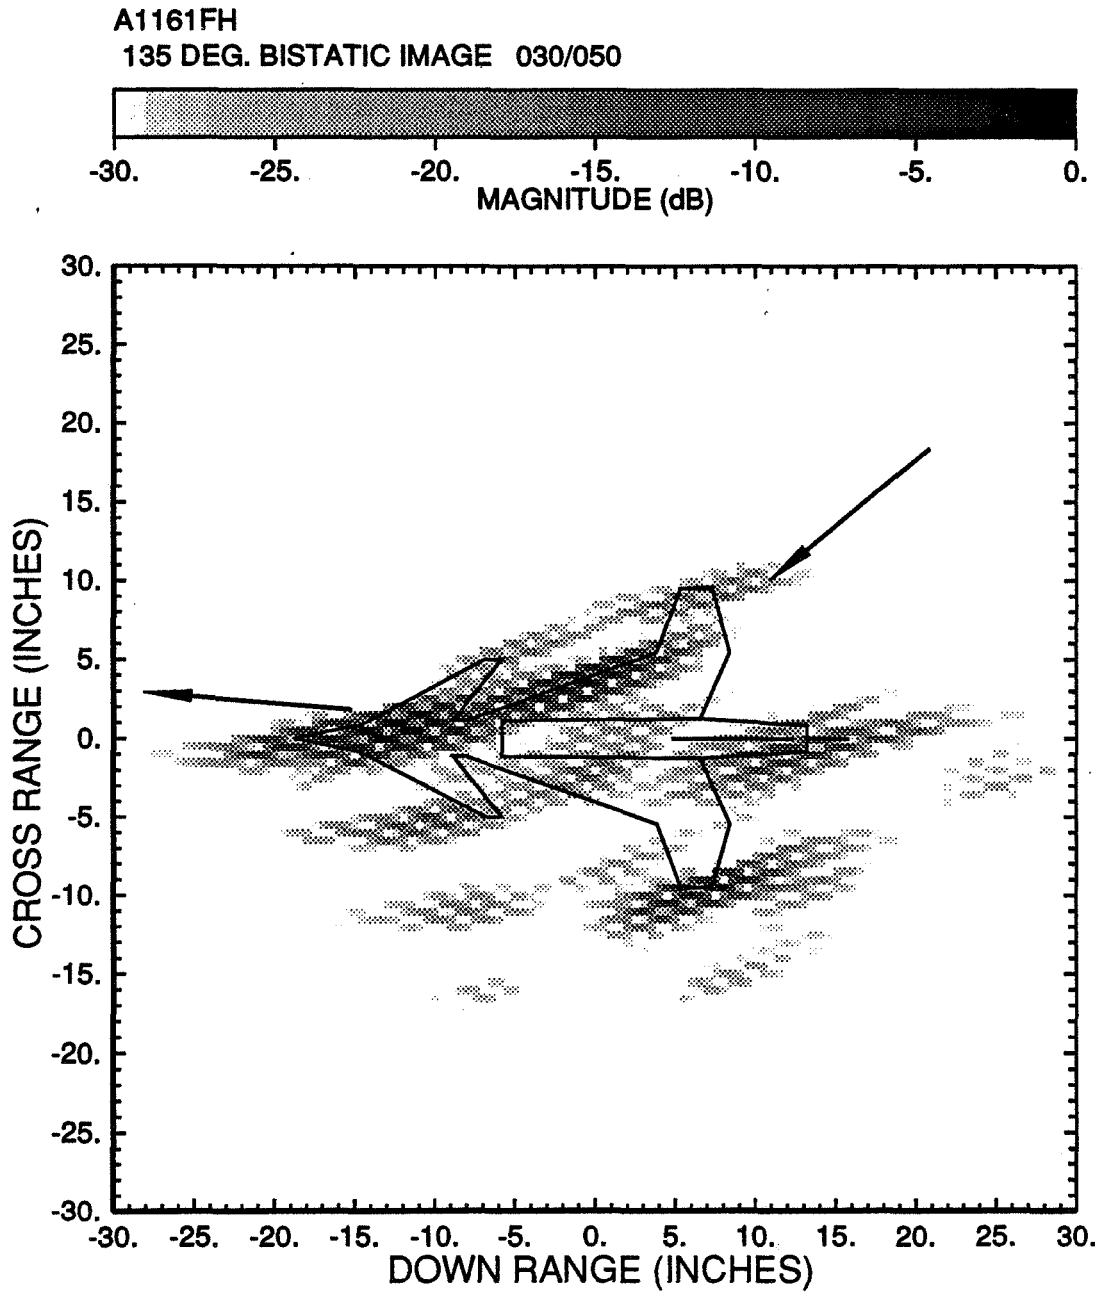 A1161FH
135 DEG. BISTATIC IMAGE 030/050
-30. -25. -20. -15. -10. -5. 0.
MAGNITUDE (dB)
30.
25.
20.
15.
10.
5.
0.
-5.
-10.
-15.
-20.
-25.
-30.
CROSS RANGE (INCHES)
-30. -25. -20. -15. -10. -5. 0. 5. 10. 15. 20. 25. 30.
DOWN RANGE (INCHES)